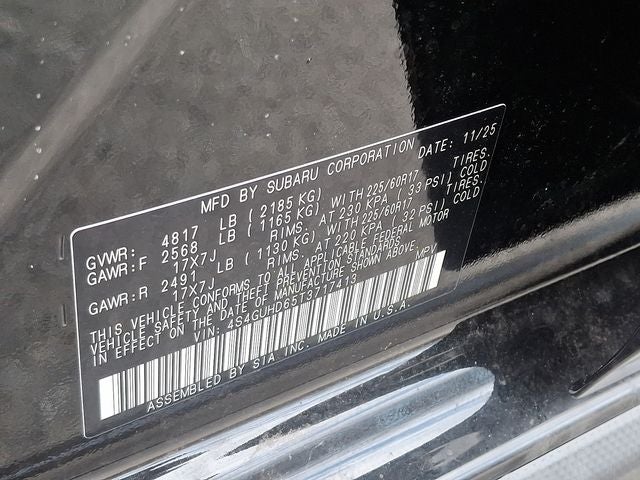 MFD BY SUBARU CORPORATION DATE: 11/25
GVWR: 4817 LB (2185 KG)
GAWR:F 2568 LB (1165 KG) WITH 225/60R17 TIRES,
17X7J RIMS, AT 230 KPA (33 PSI) COLD
GAWR:R 2491 LB (1130 KG) WITH 225/60R17 TIRES,
17X7J RIMS, AT 220 KPA (32 PSI) COLD
THIS VEHICLE CONFORMS TO ALL APPLICABLE FEDERAL MOTOR
VEHICLE SAFETY AND THEFT PREVENTION STANDARDS
IN EFFECT ON THE DATE OF MANUFACTURE SHOWN ABOVE.
VIN: 4S4GUHD65T3717413 MPV
ASSEMBLED BY SIA INC. MADE IN U.S.A.